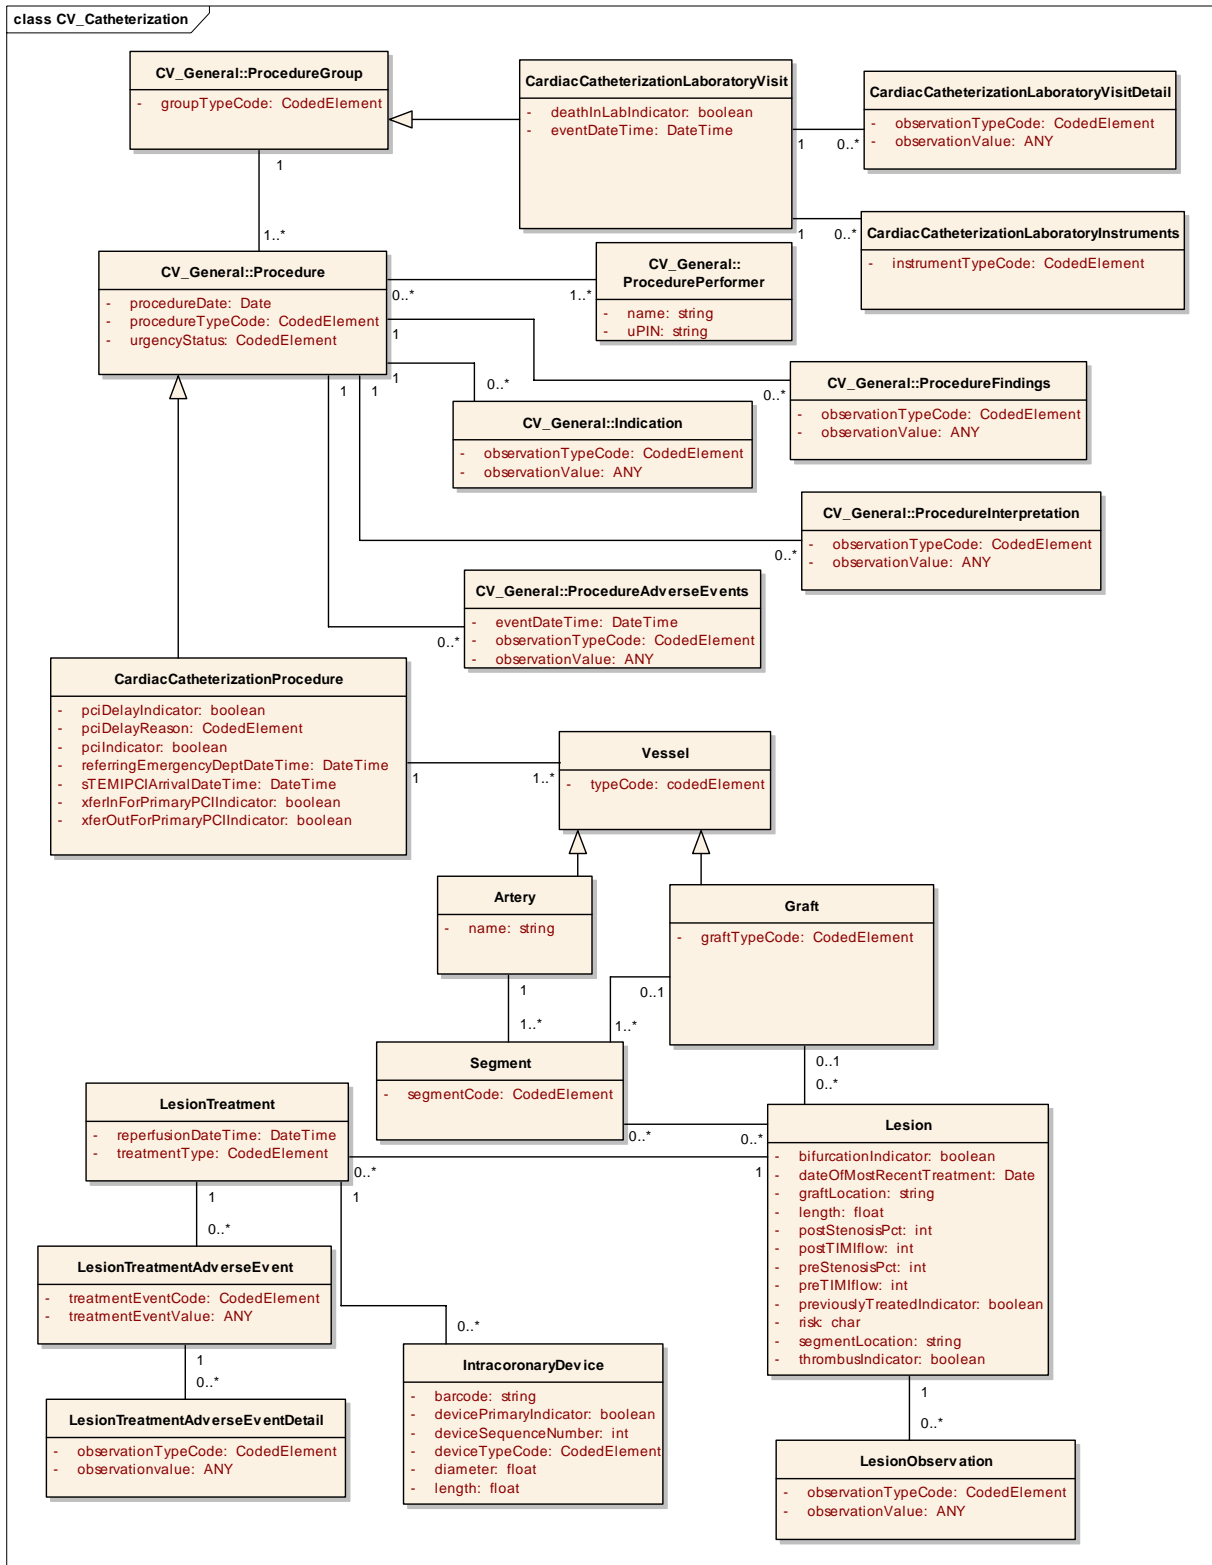 class CV_Catheterization
CV_General::ProcedureGroup
- groupTypeCode: CodedElement
CardiacCatheterizationLaboratoryVisit
- deathInLabIndicator: boolean
- eventDateTime: DateTime
CardiacCatheterizationLaboratoryVisitDetail
- observationTypeCode: CodedElement
- observationValue: ANY
1
0..*
1
0..*
1
1..*
CardiacCatheterizationLaboratoryInstruments
- instrumentTypeCode: CodedElement
CV_General::Procedure
- procedureDate: Date
- procedureTypeCode: CodedElement
- urgencyStatus: CodedElement
CV_General::
ProcedurePerformer
- name: string
- uPIN: string
0..*
1..*
1
0..*
1
0..*
1
1
CV_General::ProcedureFindings
- observationTypeCode: CodedElement
- observationValue: ANY
CV_General::Indication
- observationTypeCode: CodedElement
- observationValue: ANY
CV_General::ProcedureInterpretation
- observationTypeCode: CodedElement
- observationValue: ANY
0..*
CV_General::ProcedureAdverseEvents
- eventDateTime: DateTime
- observationTypeCode: CodedElement
- observationValue: ANY
0..*
CardiacCatheterizationProcedure
- pciDelayIndicator: boolean
- pciDelayReason: CodedElement
- pciIndicator: boolean
- referringEmergencyDeptDateTime: DateTime
- sTEMIPCIArrivalDateTime: DateTime
- xferInForPrimaryPCIIndicator: boolean
- xferOutForPrimaryPCIIndicator: boolean
1
1..*
Vessel
- typeCode: codedElement
Artery
- name: string
Graft
- graftTypeCode: CodedElement
1
1..*
0..1
1..*
0..1
0..*
Segment
- segmentCode: CodedElement
0..*
0..*
LesionTreatment
- reperfusionDateTime: DateTime
- treatmentType: CodedElement
0..*
1
Lesion
- bifurcationIndicator: boolean
- dateOfMostRecentTreatment: Date
- graftLocation: string
- length: float
- postStenosisPct: int
- postTIMIflow: int
- preStenosisPct: int
- preTIMIflow: int
- previouslyTreatedIndicator: boolean
- risk: char
- segmentLocation: string
- thrombusIndicator: boolean
1
0..*
1
0..*
LesionTreatmentAdverseEvent
- treatmentEventCode: CodedElement
- treatmentEventValue: ANY
1
0..*
IntracoronaryDevice
- barcode: string
- devicePrimaryIndicator: boolean
- deviceSequenceNumber: int
- deviceTypeCode: CodedElement
- diameter: float
- length: float
LesionTreatmentAdverseEventDetail
- observationTypeCode: CodedElement
- observationvalue: ANY
1
0..*
LesionObservation
- observationTypeCode: CodedElement
- observationValue: ANY